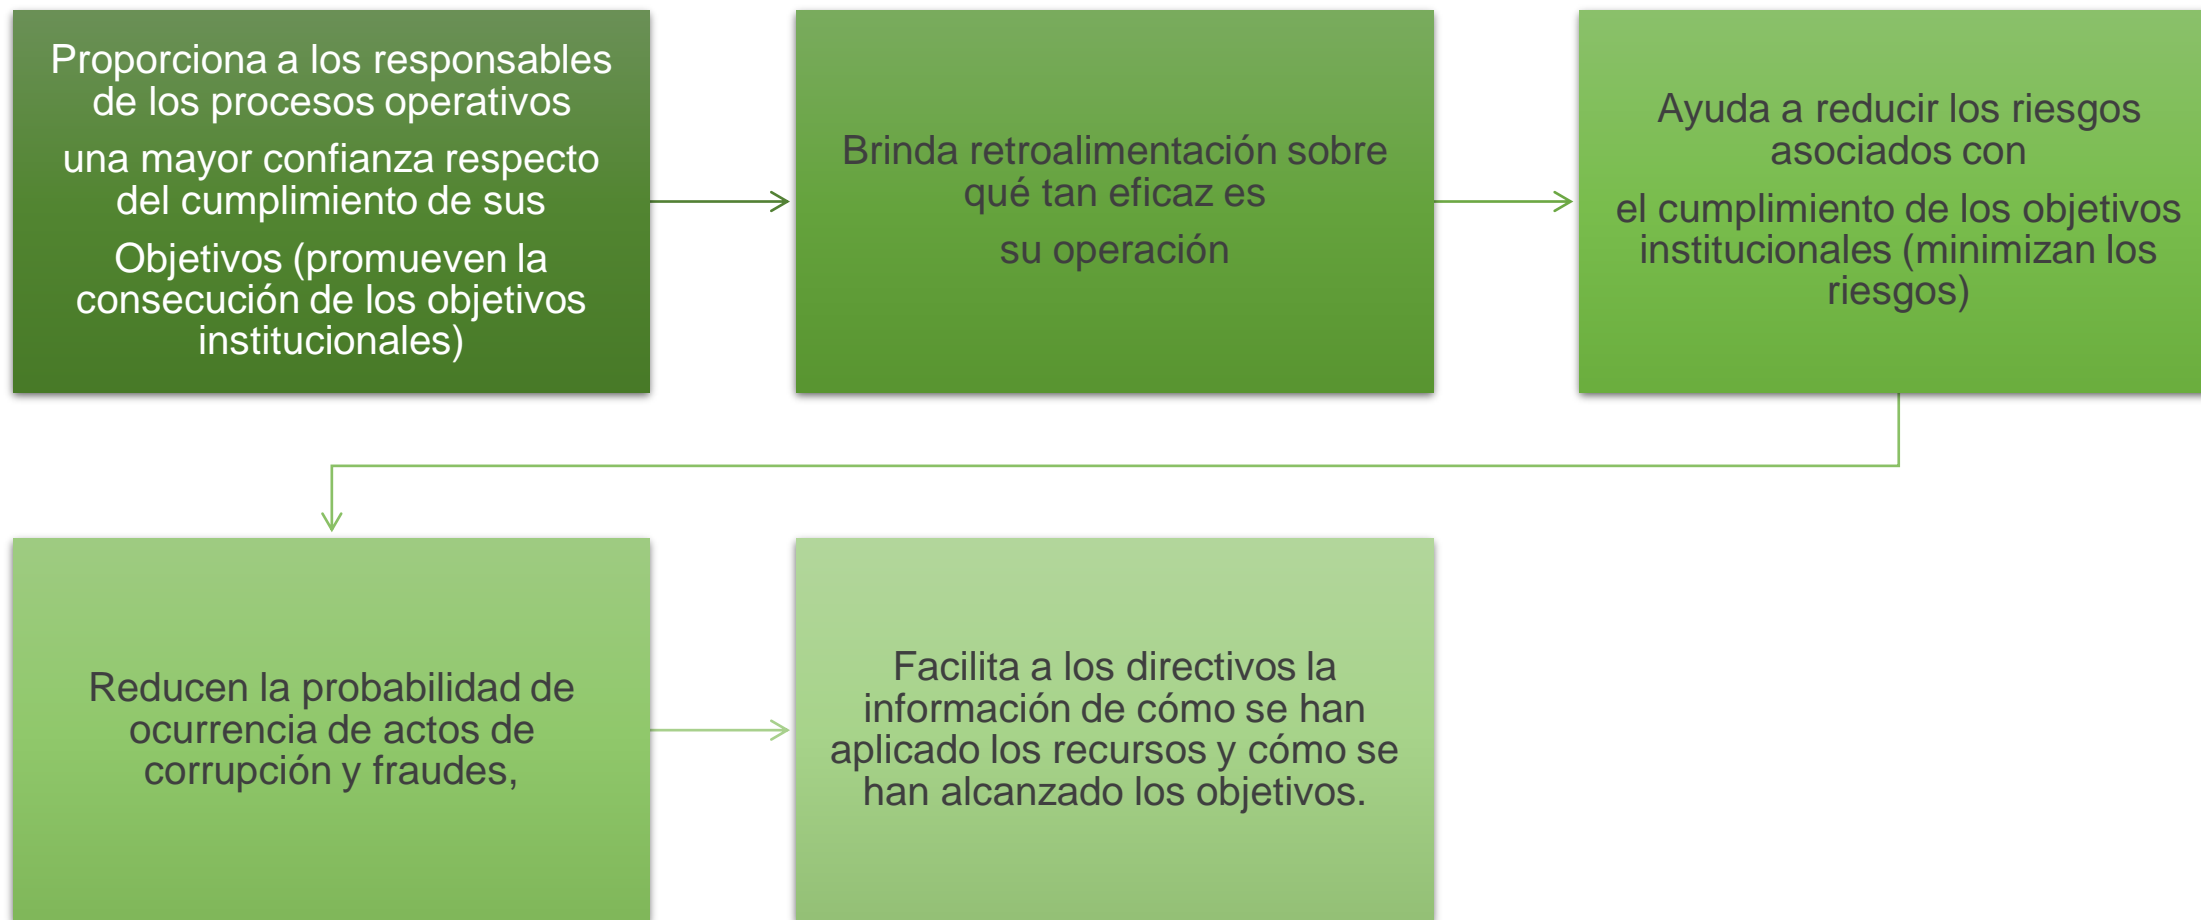 Proporciona a los responsables
de los procesos operativos
una mayor confianza respecto
del cumplimiento de sus
Objetivos (promueven la
consecución de los objetivos
institucionales)
Brinda retroalimentación sobre
qué tan eficaz es
su operación
Ayuda a reducir los riesgos
asociados con
el cumplimiento de los objetivos
institucionales (minimizan los
riesgos)
Reducen la probabilidad de
ocurrencia de actos de
corrupción y fraudes,
Facilita a los directivos la
información de cómo se han
aplicado los recursos y cómo se
han alcanzado los objetivos.